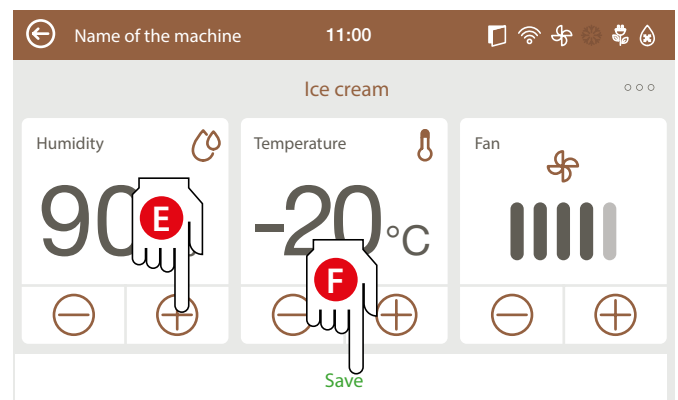 Name of the machine 11:00
Ice cream
Humidity Temperature Fan
90 -20 °C
E
F
Save